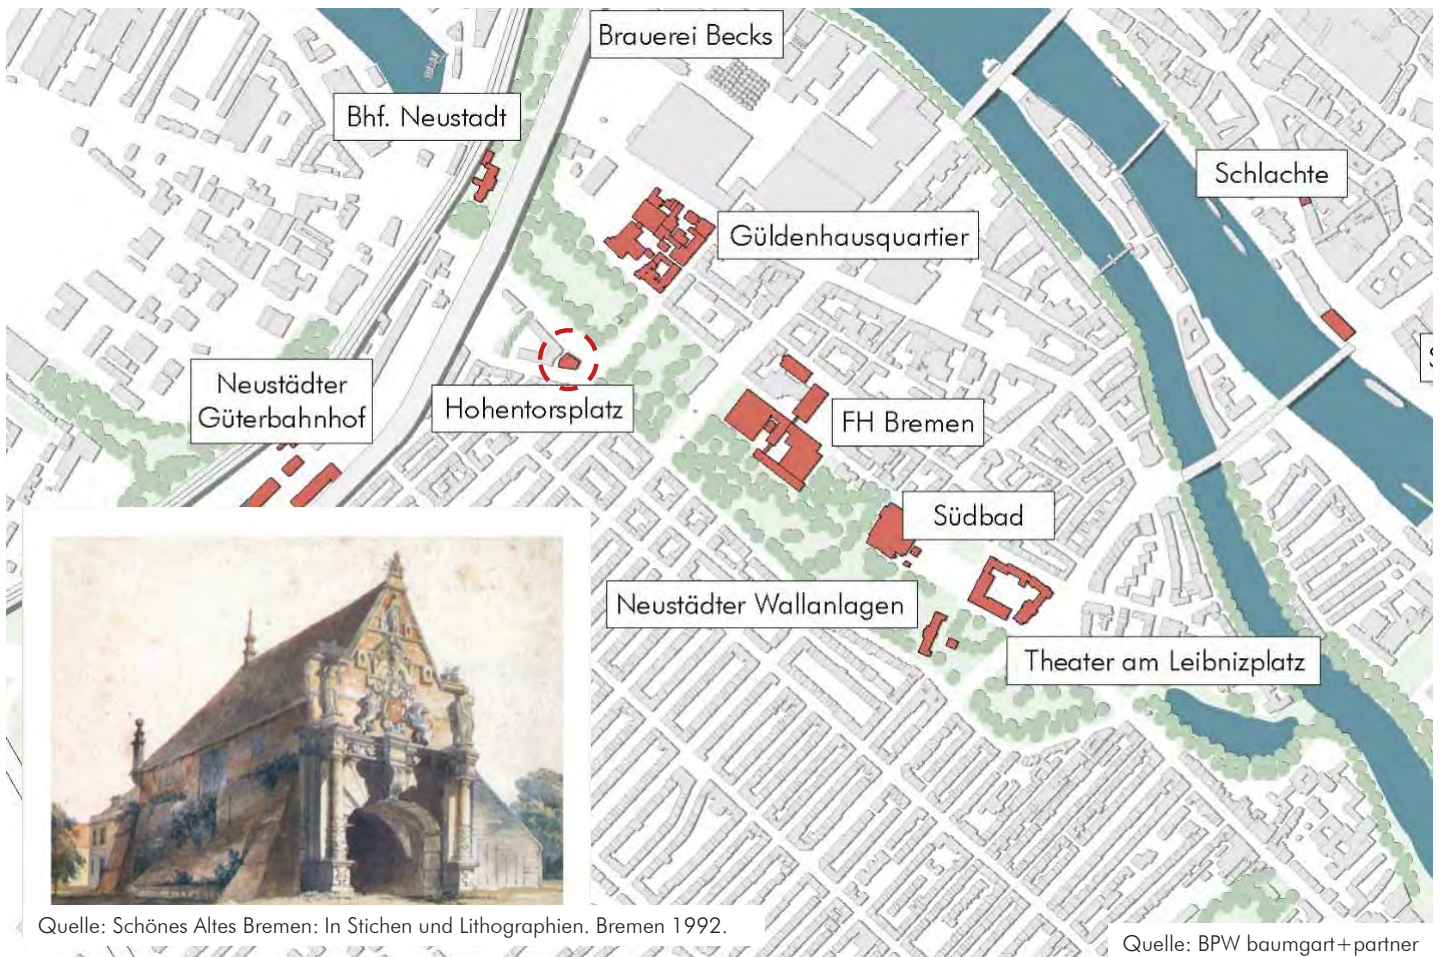 Brauerei Becks
Bhf. Neustadt
Schlachte
Güldenhausquartier
Neustädter
Güterbahnhof
Hohentorsplatz
FH Bremen
Südbad
Neustädter Wallanlagen
Theater am Leibnizplatz
Quelle: Schönes Altes Bremen: In Stichen und Lithographien. Bremen 1992.
Quelle: BPW baumgart+partner